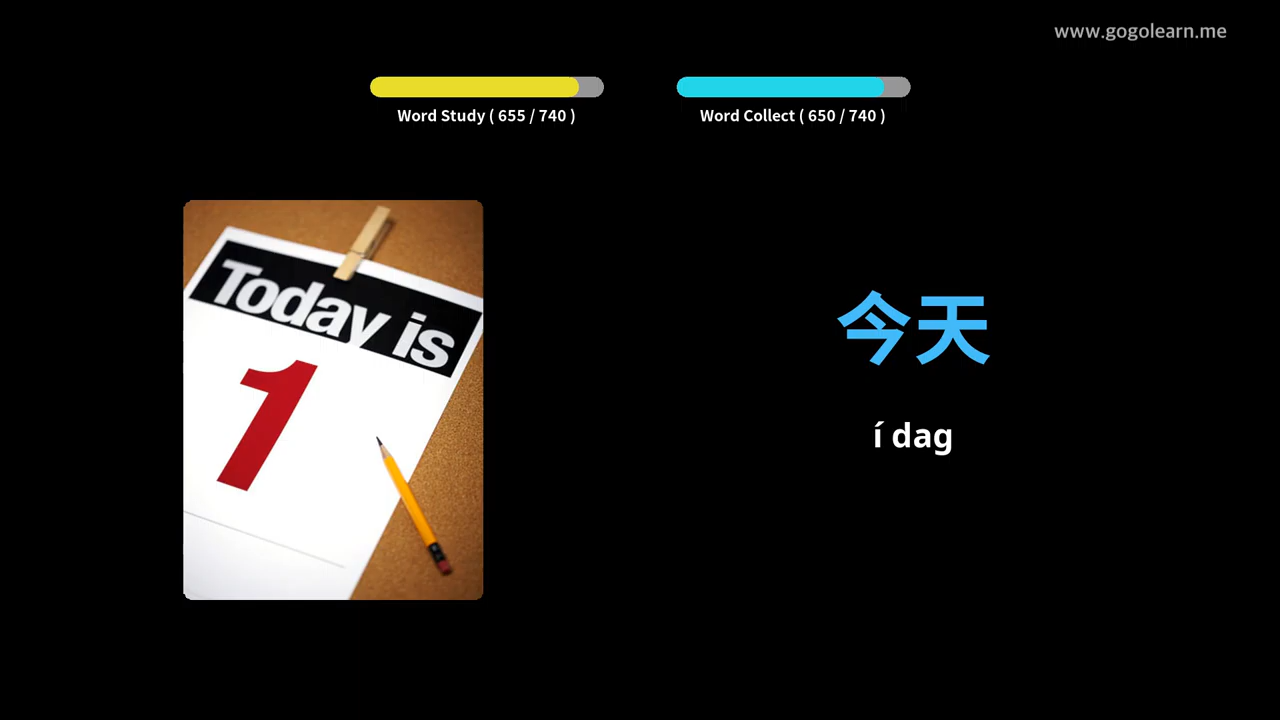 www.gogolearn.me
Word Study ( 655 / 740 )
Word Collect ( 650 / 740 )
Today is
1
今天
í dag